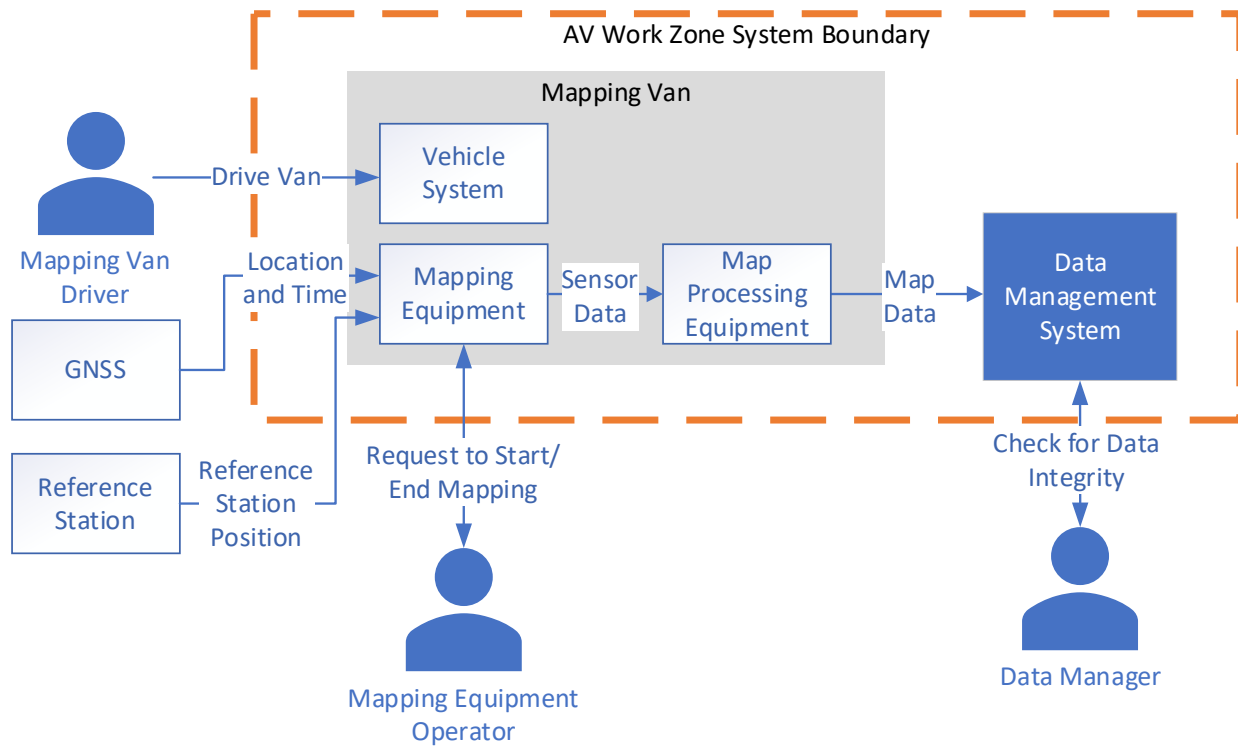 AV Work Zone System Boundary
Mapping Van
Vehicle
System
Drive Van
Mapping Van
Driver
Location
and Time
Mapping
Equipment
Sensor
Data
Map
Processing
Equipment
Map
Data
Data
Management
System
GNSS
Reference
Station
Reference
Station
Position
Request to Start/
End Mapping
Check for Data
Integrity
Mapping Equipment
Operator
Data Manager